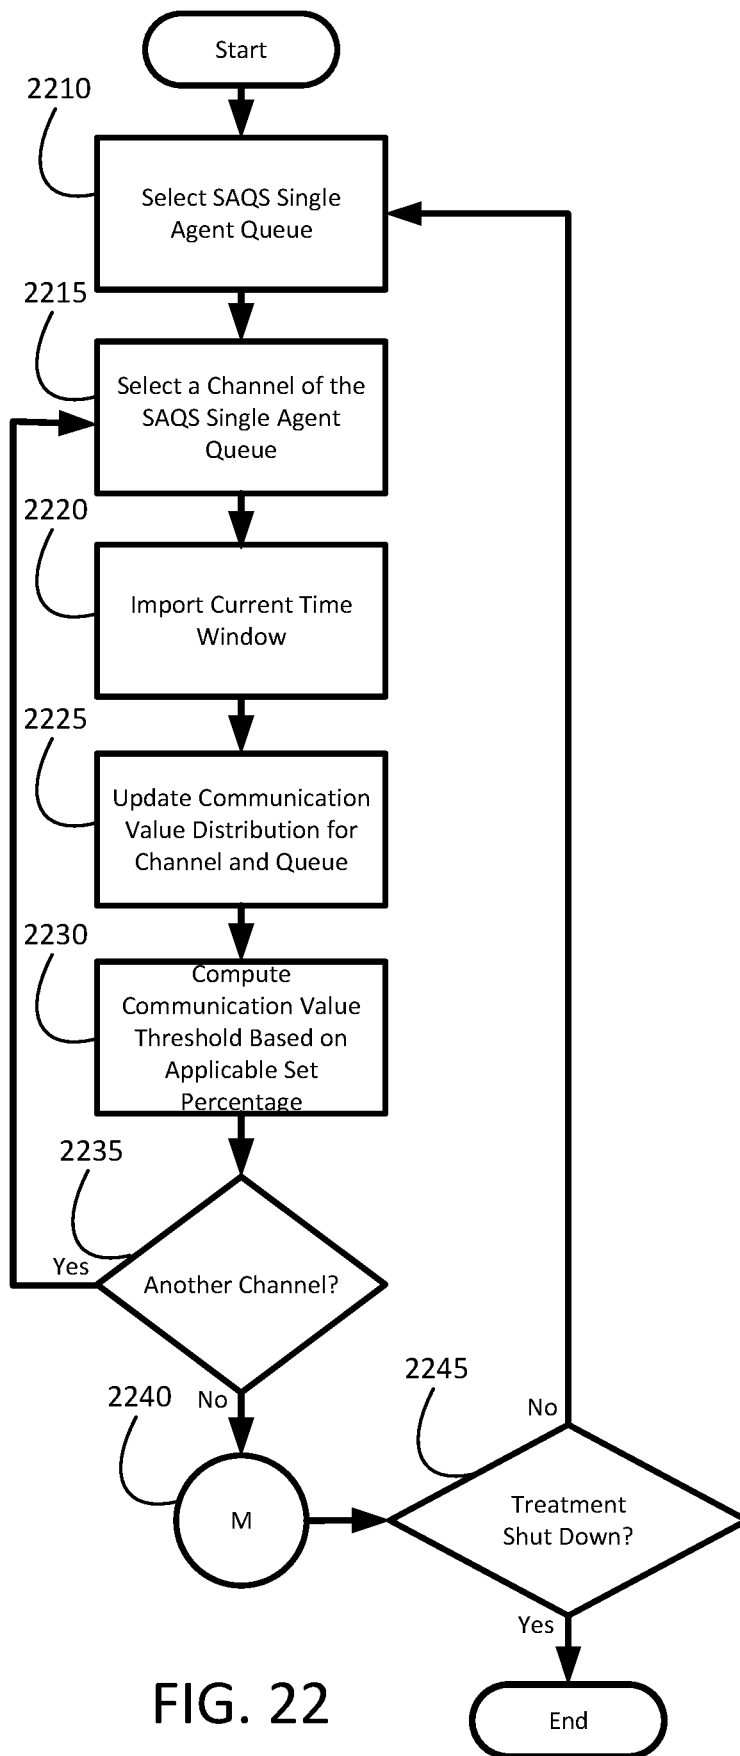 Start
2210
Select SAQS Single
Agent Queue
2215
Select a Channel of the
SAQS Single Agent
Queue
2220
Import Current Time
Window
2225
Update Communication
Value Distribution for
Channel and Queue
2230
Compute
Communication Value
Threshold Based on
Applicable Set
Percentage
2235
Yes
Another Channel?
No
2240
M
2245
No
Treatment
Shut Down?
Yes
End
FIG. 22